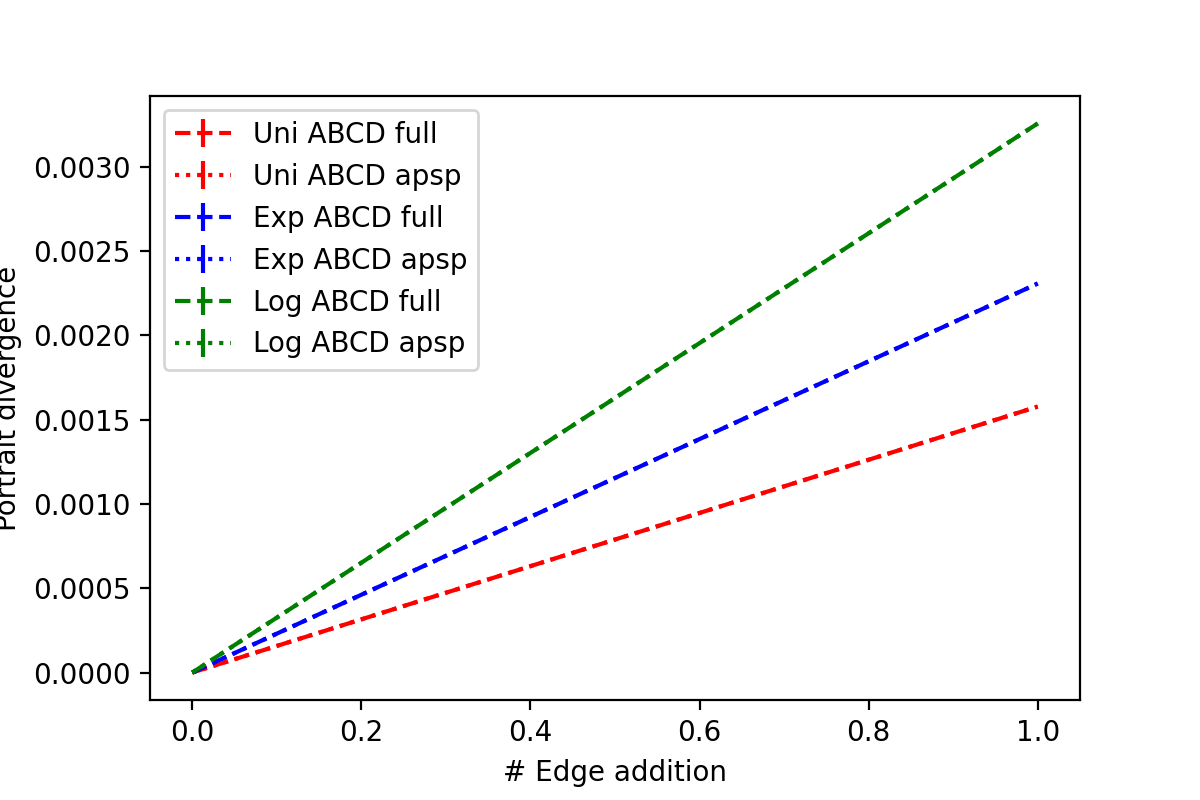 Uni ABCD full
Uni ABCD apsp
Exp ABCD full
Exp ABCD apsp
Log ABCD full
Log ABCD apsp
Portrait divergence
0.0030
0.0025
0.0020
0.0015
0.0010
0.0005
0.0000
0.0 0.2 0.4 0.6 0.8 1.0
# Edge addition